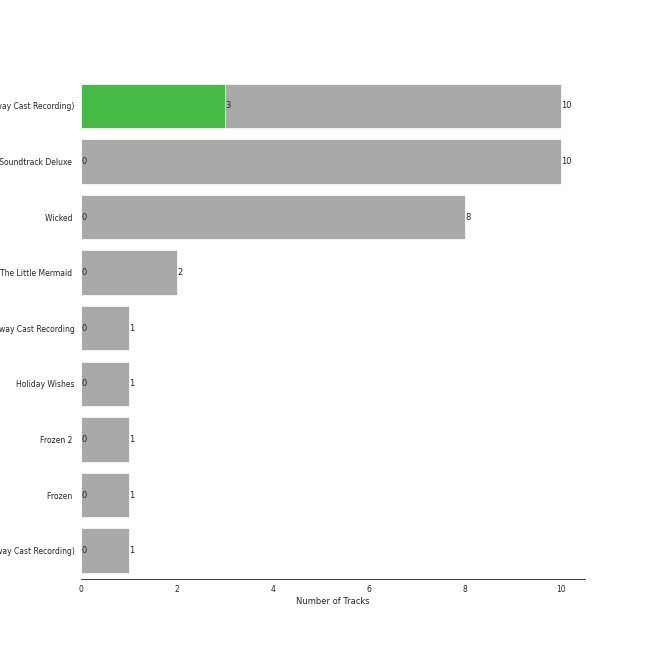 way Cast Recording) 3 10
Soundtrack Deluxe 0 10
Wicked 0 8
The Little Mermaid 0 2
way Cast Recording 0 1
Holiday Wishes 0 1
Frozen 2 0 1
Frozen 0 1
way Cast Recording) 0 1
0 2 4 6 8 10
Number of Tracks